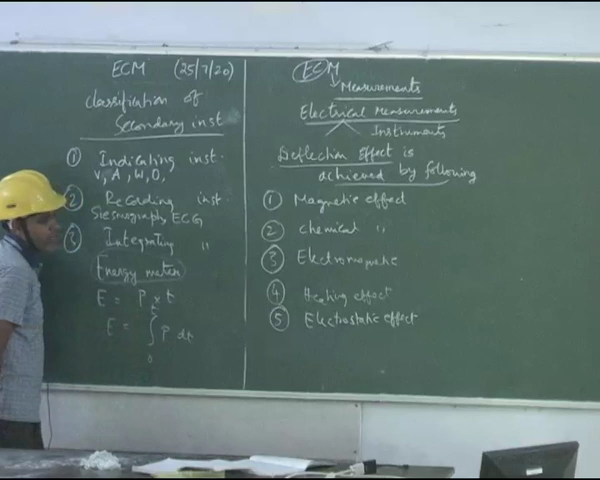 ECM (25/7/20)
Classification of
Secondary inst
① Indicating inst.
V, A, W, O,
② Recording inst.
Siesmograph, ECG
③ Integrating "
Energy meter
E = P x t
E = ∫₀ᵗ P dt
ECM
Measurements
Electrical Measurements
Instruments
Deflection Effect is
achieved by following
① Magnetic effect
② chemical "
③ Electromagnetic
④ Heating effect
⑤ Electrostatic effect